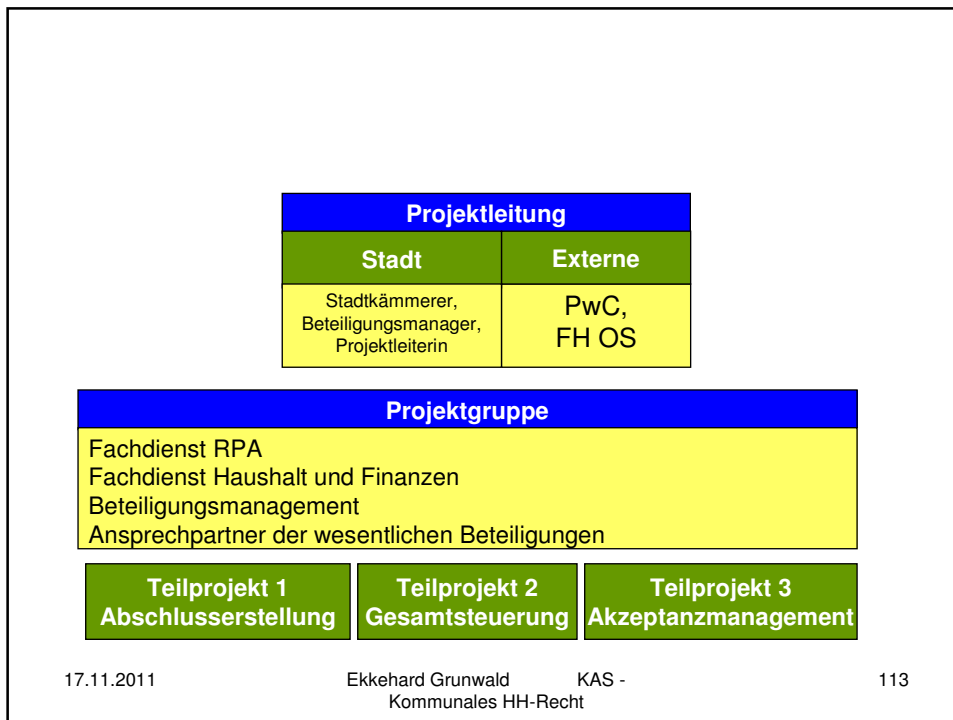 Projektleitung
Stadt
Externe
Stadtkämmerer,
Beteiligungsmanager,
Projektleiterin
PwC,
FH OS
Projektgruppe
Fachdienst RPA
Fachdienst Haushalt und Finanzen
Beteiligungsmanagement
Ansprechpartner der wesentlichen Beteiligungen
Teilprojekt 1
Abschlusserstellung
Teilprojekt 2
Gesamtsteuerung
Teilprojekt 3
Akzeptanzmanagement
17.11.2011
Ekkehard Grunwald KAS -
Kommunales HH-Recht
113